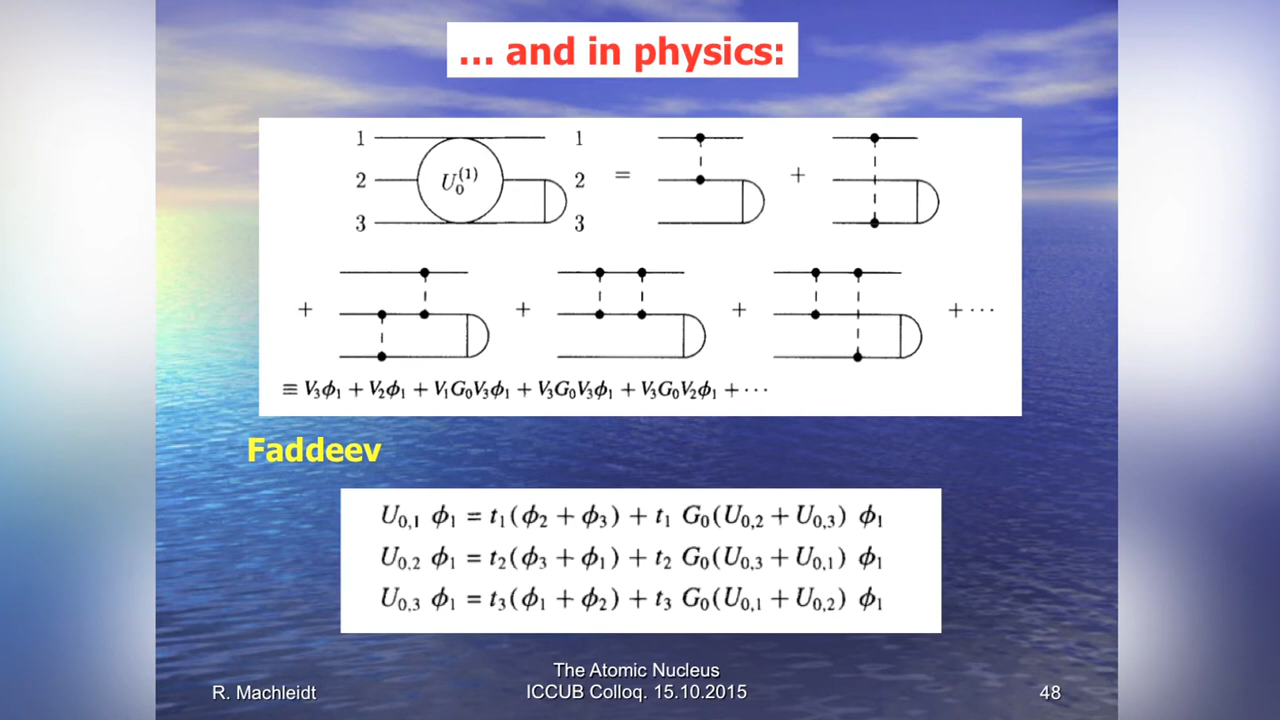 ... and in physics:
1 1
2 U₀⁽¹⁾ 2 = +
3 3
+ + + + ···
≡ V₃ϕ₁ + V₂ϕ₁ + V₁G₀V₃ϕ₁ + V₃G₀V₃ϕ₁ + V₃G₀V₂ϕ₁ + ···
Faddeev
U₀,₁ ϕ₁ = t₁(ϕ₂ + ϕ₃) + t₁ G₀(U₀,₂ + U₀,₃) ϕ₁
U₀,₂ ϕ₁ = t₂(ϕ₃ + ϕ₁) + t₂ G₀(U₀,₃ + U₀,₁) ϕ₁
U₀,₃ ϕ₁ = t₃(ϕ₁ + ϕ₂) + t₃ G₀(U₀,₁ + U₀,₂) ϕ₁
The Atomic Nucleus
R. Machleidt ICCUB Colloq. 15.10.2015 48